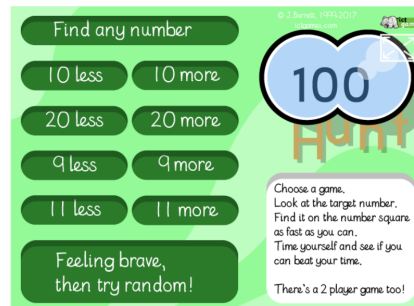 © J.Barrett, 1999,2017
ictgames.com
Find any number
10 less
10 more
20 less
20 more
9 less
9 more
11 less
11 more
Feeling brave,
then try random!
100
Hunt
Choose a game.
Look at the target number.
Find it on the number square
as fast as you can.
Time yourself and see if you
can beat your time.
There's a 2 player game too!